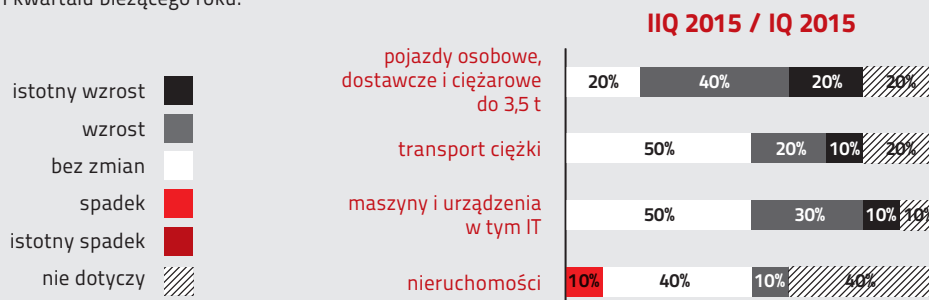 I kwartału bieżącego roku.
IIQ 2015 / IQ 2015
istotny wzrost
wzrost
bez zmian
spadek
istotny spadek
nie dotyczy
pojazdy osobowe,
dostawcze i ciężarowe
do 3,5 t
20% 40% 20% 20%
transport ciężki
50% 20% 10% 20%
maszyny i urządzenia
w tym IT
50% 30% 10% 10%
nieruchomości
10% 40% 10% 40%